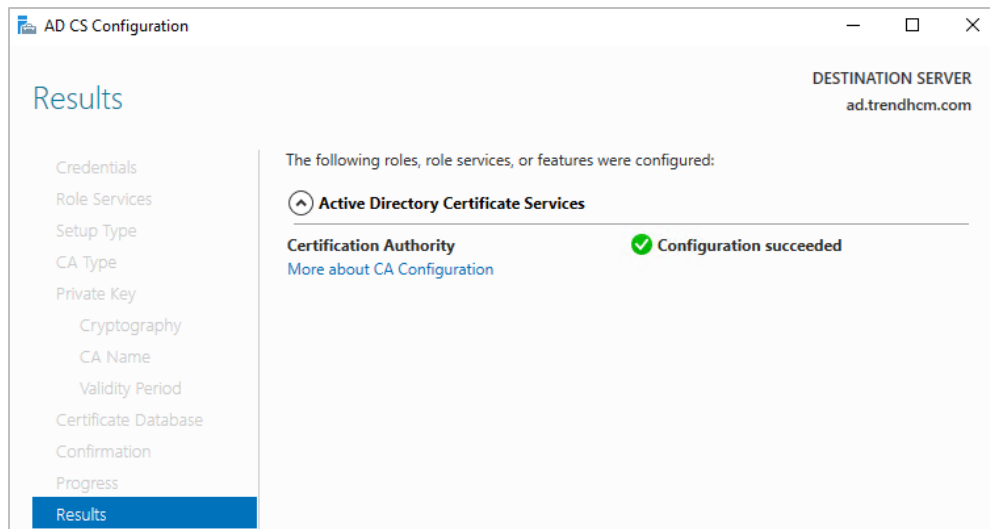 AD CS Configuration
DESTINATION SERVER
ad.trendhcm.com
Results
Credentials
Role Services
Setup Type
CA Type
Private Key
Cryptography
CA Name
Validity Period
Certificate Database
Confirmation
Progress
Results
The following roles, role services, or features were configured:
Active Directory Certificate Services
Certification Authority
Configuration succeeded
More about CA Configuration